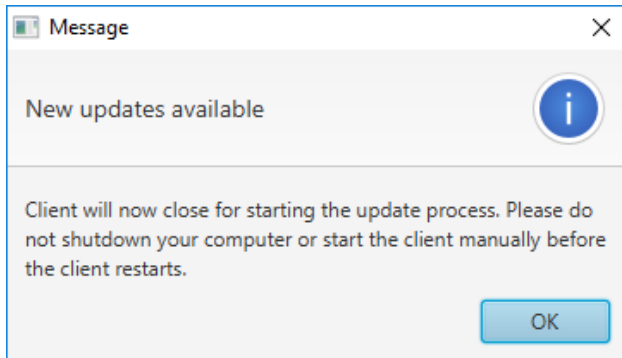 Message
New updates available
Client will now close for starting the update process. Please do
not shutdown your computer or start the client manually before
the client restarts.
OK